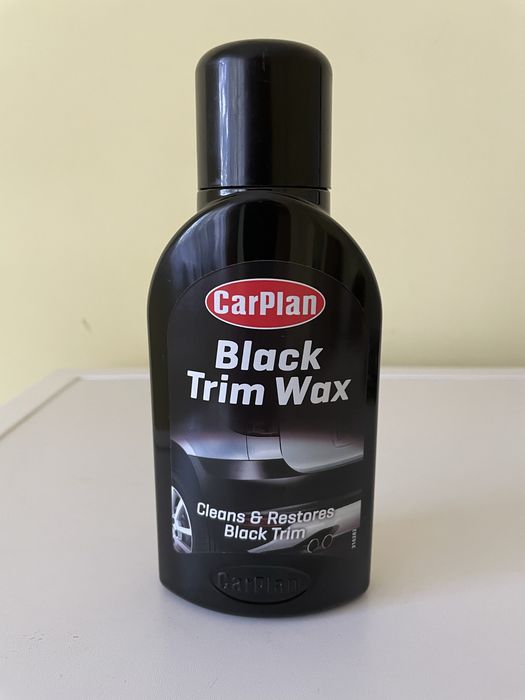 CarPlan
Black
Trim Wax
Cleans & Restores
Black Trim
CarPlan